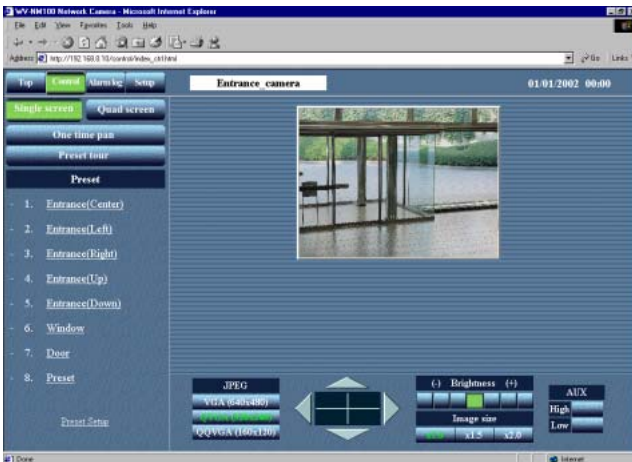 WV-NM100 Network Camera - Microsoft Internet Explorer
File Edit View Favorites Tools Help
Address http://192.168.0.10/control/index_ctrl.html Go Links
Top Control Alarm log Setup
Entrance_camera
01/01/2002 00:00
Single screen Quad screen
One time pan
Preset tour
Preset
1. Entrance(Center)
2. Entrance(Left)
3. Entrance(Right)
4. Entrance(Up)
5. Entrance(Down)
6. Window
7. Door
8. Preset
Preset Setup
JPEG
VGA (640x480)
QVGA (320x240)
QQVGA (160x120)
(-) Brightness (+)
Image size
x1.0 x1.5 x2.0
AUX
High
Low
Done
Internet